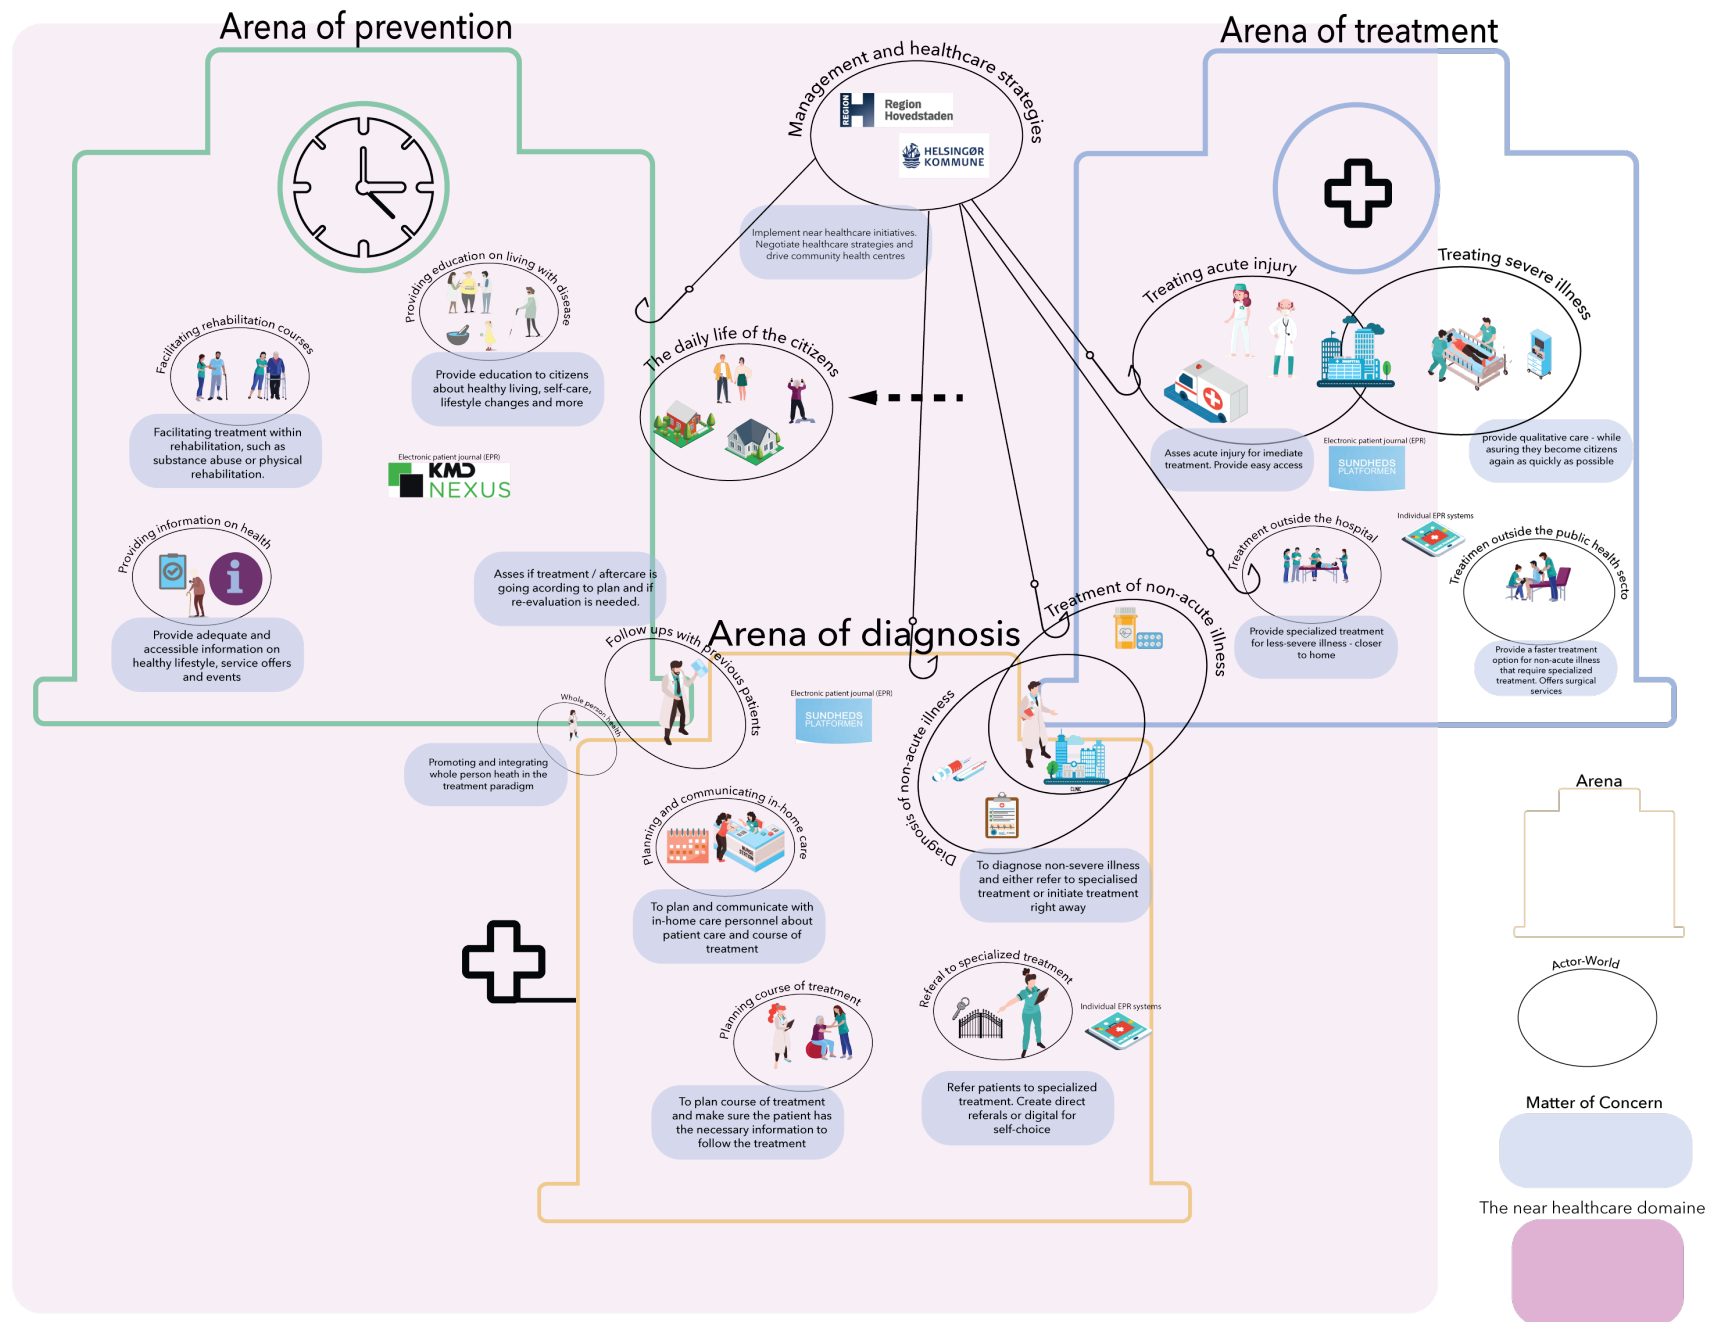 Arena of prevention
Arena of treatment
Management and healthcare strategies
REGION
Region
Hovedstaden
HELSINGØR
KOMMUNE
Implement near healthcare initiatives.
Negotiate healthcare strategies and
drive community health centres
Providing education on living with disease
Provide education to citizens
about healthy living, self-care,
lifestyle changes and more
Facilitating rehabilitation courses
Facilitating treatment within
rehabilitation, such as
substance abuse or physical
rehabilitation.
Electronic patient journal (EPR)
KMD
NEXUS
Providing information on health
Provide adequate and
accessible information on
healthy lifestyle, service offers
and events
The daily life of the citizens
Treating acute injury
Asses acute injury for imediate
treatment. Provide easy access
Treating severe illness
provide qualitative care - while
asuring they become citizens
again as quickly as possible
Electronic patient journal (EPR)
SUNDHEDS
PLATFORMEN
Individual EPR systems
Treatment outside the hospital
Provide specialized treatment
for less-severe illness - closer
to home
Treatimen outside the public health secto
Provide a faster treatment
option for non-acute illness
that require specialized
treatment. Offers surgical
services
Asses if treatment / aftercare is
going acording to plan and if
re-evaluation is needed.
Follow ups with previous patients
Whole person health
Promoting and integrating
whole person heath in the
treatment paradigm
Arena of diagnosis
Electronic patient journal (EPR)
SUNDHEDS
PLATFORMEN
Treatment of non-acute illness
Diagnosis of non-acute illness
CLINIC
To diagnose non-severe illness
and either refer to specialised
treatment or initiate treatment
right away
Planning and communicating in-home care
To plan and communicate with
in-home care personnel about
patient care and course of
treatment
Planning course of treatment
To plan course of treatment
and make sure the patient has
the necessary information to
follow the treatment
Referal to specialized treatment
Individual EPR systems
Refer patients to specialized
treatment. Create direct
referals or digital for
self-choice
Arena
Actor-World
Matter of Concern
The near healthcare domaine